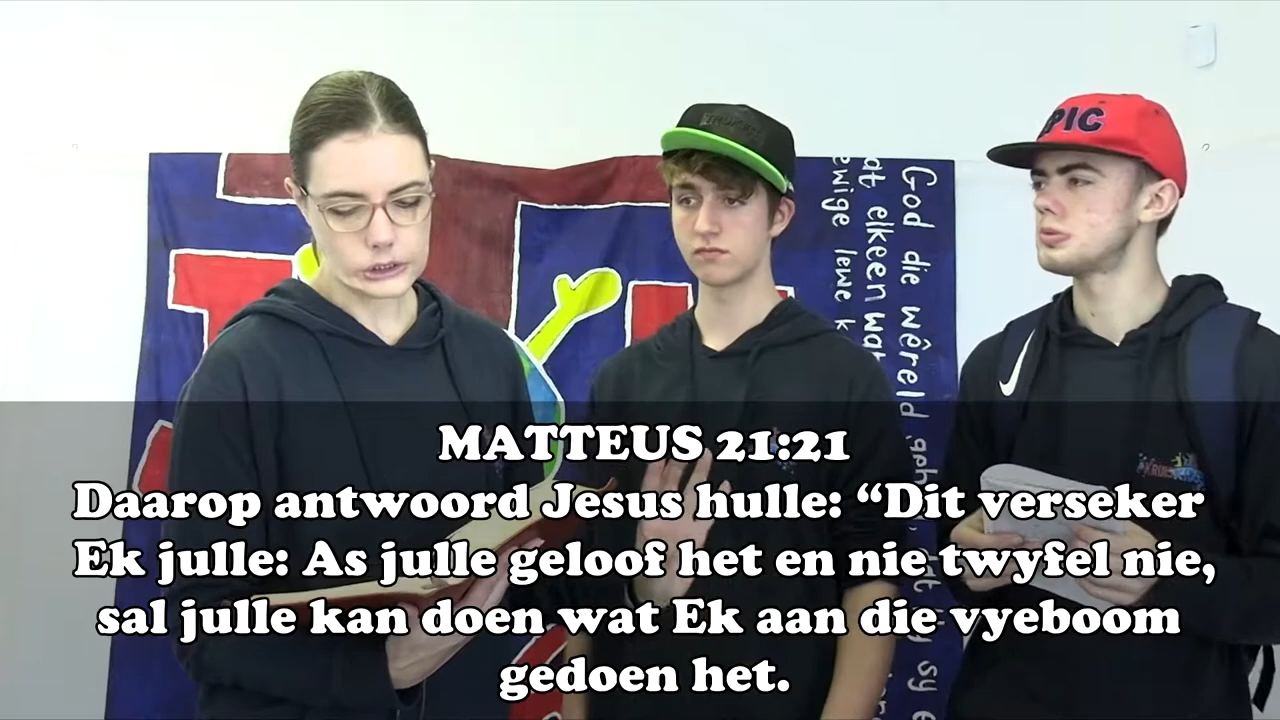 MATTEUS 21:21
Daarop antwoord Jesus hulle: “Dit verseker
Ek julle: As julle geloof het en nie twyfel nie,
sal julle kan doen wat Ek aan die vyeboom
gedoen het.
PIC
God die wêreld
at elkeen wat
ewige lewe k
sy